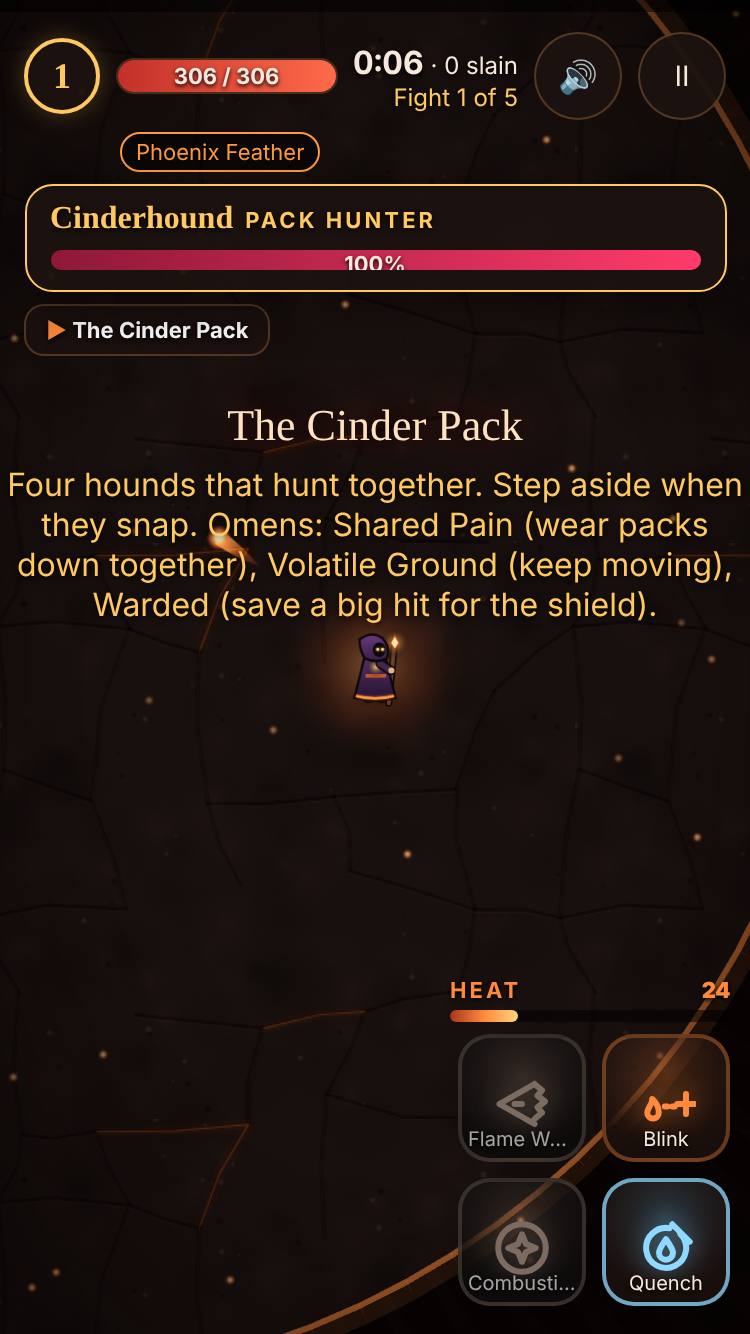 1
306 / 306
0:06 · 0 slain
Fight 1 of 5
Phoenix Feather
Cinderhound PACK HUNTER
100%
The Cinder Pack
The Cinder Pack
Four hounds that hunt together. Step aside when
they snap. Omens: Shared Pain (wear packs
down together), Volatile Ground (keep moving),
Warded (save a big hit for the shield).
HEAT 24
Flame W...
Blink
Combusti...
Quench